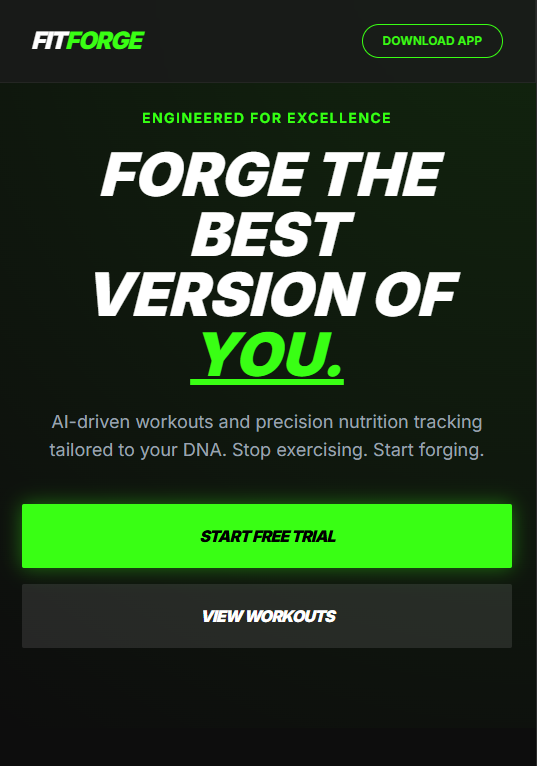 FITFORGE
DOWNLOAD APP
ENGINEERED FOR EXCELLENCE
FORGE THE
BEST
VERSION OF
YOU.
AI-driven workouts and precision nutrition tracking
tailored to your DNA. Stop exercising. Start forging.
START FREE TRIAL
VIEW WORKOUTS